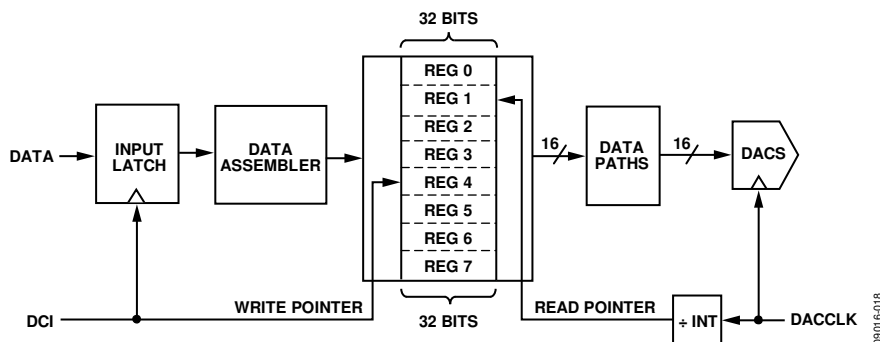 32 BITS
REG 0
REG 1
REG 2
REG 3
REG 4
REG 5
REG 6
REG 7
32 BITS
DATA
INPUT
LATCH
DATA
ASSEMBLER
16
DATA
PATHS
16
DACS
DCI
WRITE POINTER
READ POINTER
÷ INT
DACCLK
09016-018